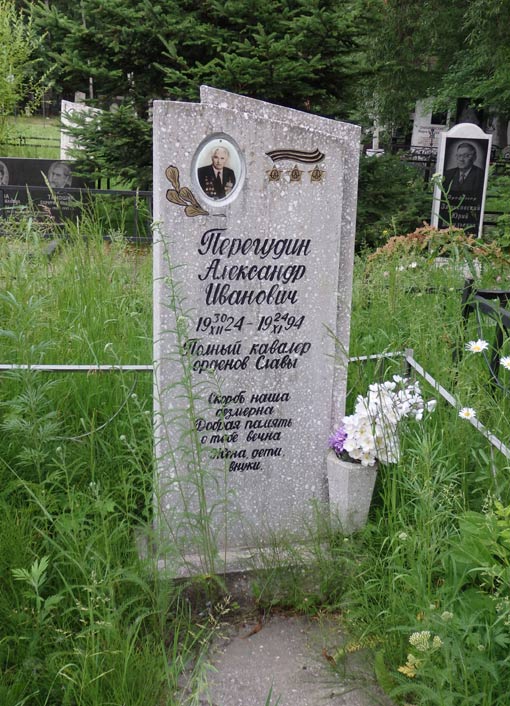 Перегудин
Александр
Иванович
19 30/XII 24 - 19 24/XI 94
Полный кавалер
орденов Славы
Скорбь наша
безмерна
Добрая память
о тебе вечна
Жена, дети,
внуки.
Юрий